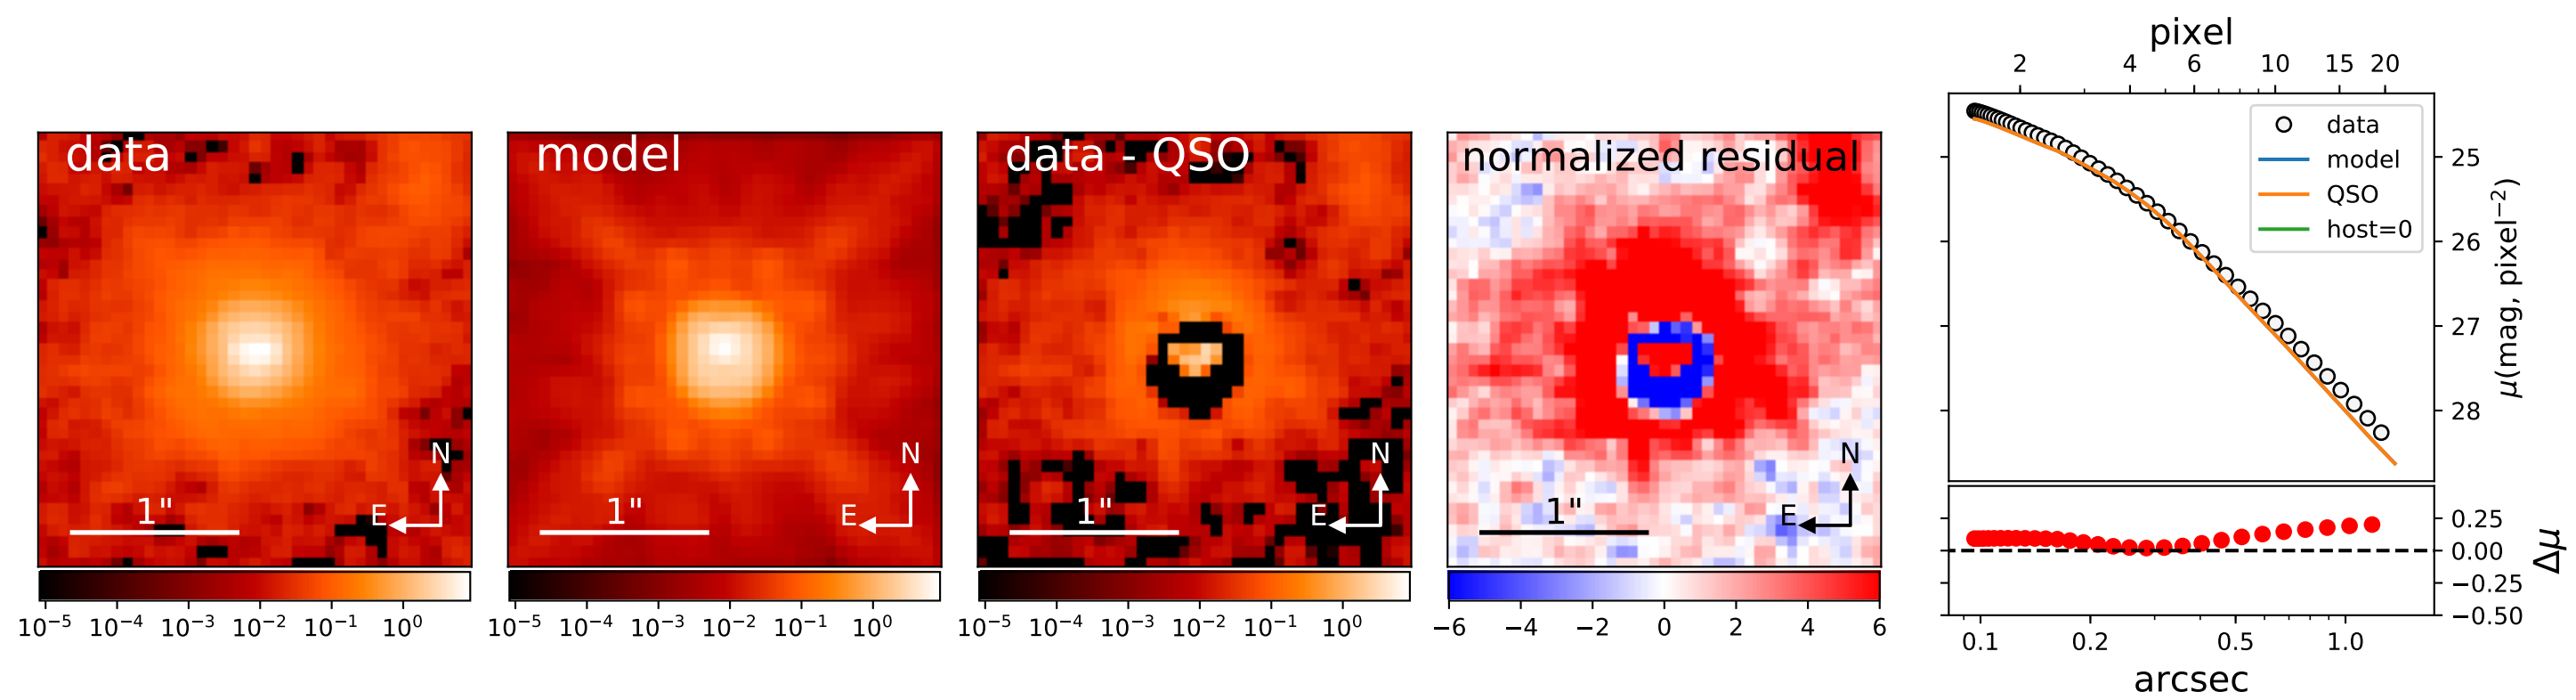 data
N
E
1"
10⁻⁵ 10⁻⁴ 10⁻³ 10⁻² 10⁻¹ 10⁰
model
N
E
1"
10⁻⁵ 10⁻⁴ 10⁻³ 10⁻² 10⁻¹ 10⁰
data - QSO
N
E
1"
10⁻⁵ 10⁻⁴ 10⁻³ 10⁻² 10⁻¹ 10⁰
normalized residual
N
E
1"
−6 −4 −2 0 2 4 6
pixel
2 4 6 10 15 20
data
model
QSO
host=0
25
26
27
28
μ(mag, pixel⁻²)
0.25
0.00
−0.25
−0.50
Δμ
0.1 0.2 0.5 1.0
arcsec